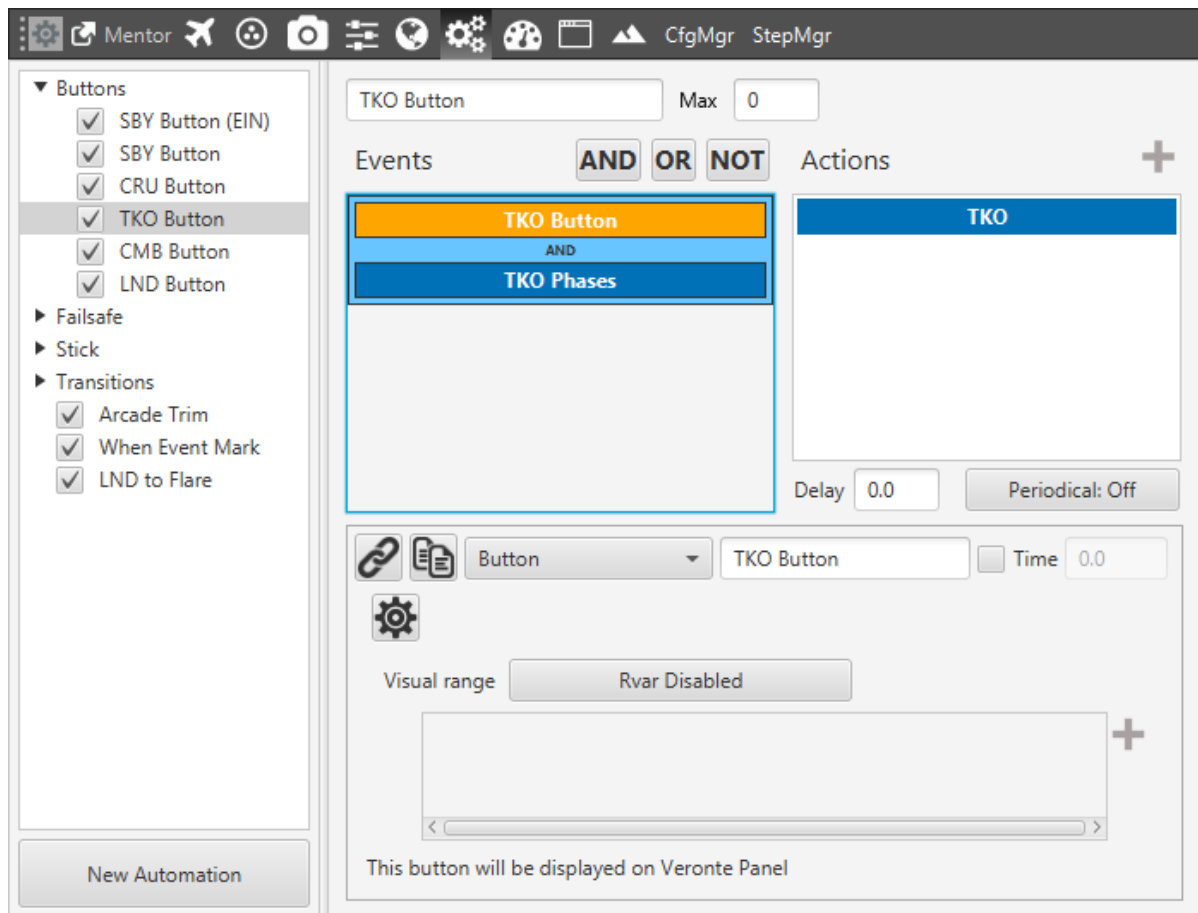 Mentor CfgMgr StepMgr
Buttons
SBY Button (EIN)
SBY Button
CRU Button
TKO Button
CMB Button
LND Button
Failsafe
Stick
Transitions
Arcade Trim
When Event Mark
LND to Flare
New Automation
TKO Button Max 0
Events AND OR NOT Actions
TKO Button
AND
TKO Phases
TKO
Delay 0.0 Periodical: Off
Button TKO Button Time 0.0
Visual range Rvar Disabled
This button will be displayed on Veronte Panel